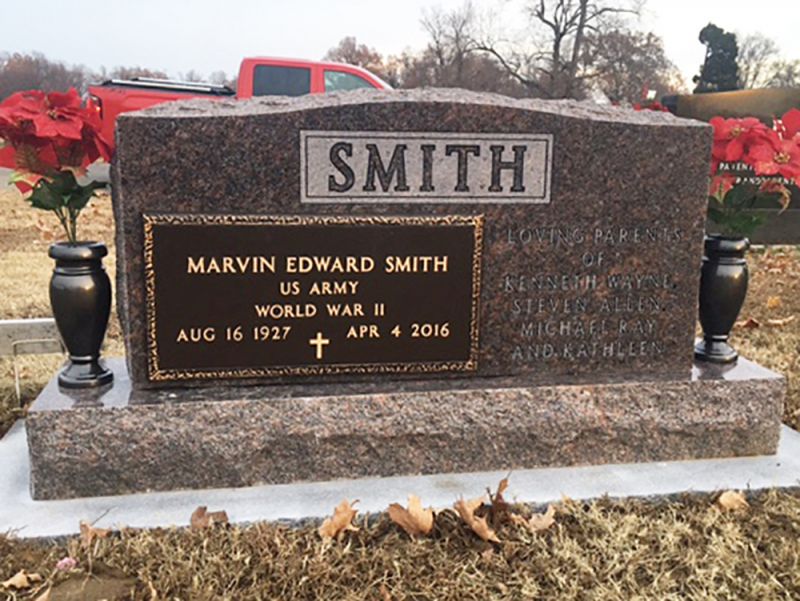 SMITH
MARVIN EDWARD SMITH
US ARMY
WORLD WAR II
AUG 16 1927 APR 4 2016
LOVING PARENTS
OF
KENNETH WAYNE,
STEVEN ALLEN,
MICHAEL RAY
AND KATHLEEN